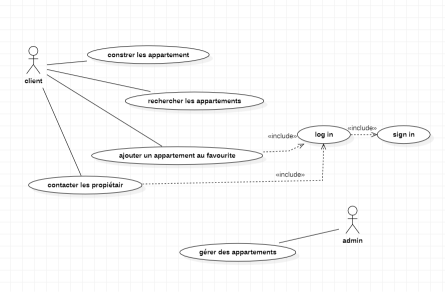 constrer les appartement
client
rechercher les appartements
«include»
«include»
log in
sign in
ajouter un appartement au favourite
«include»
contacter les propiétair
admin
gérer des appartements